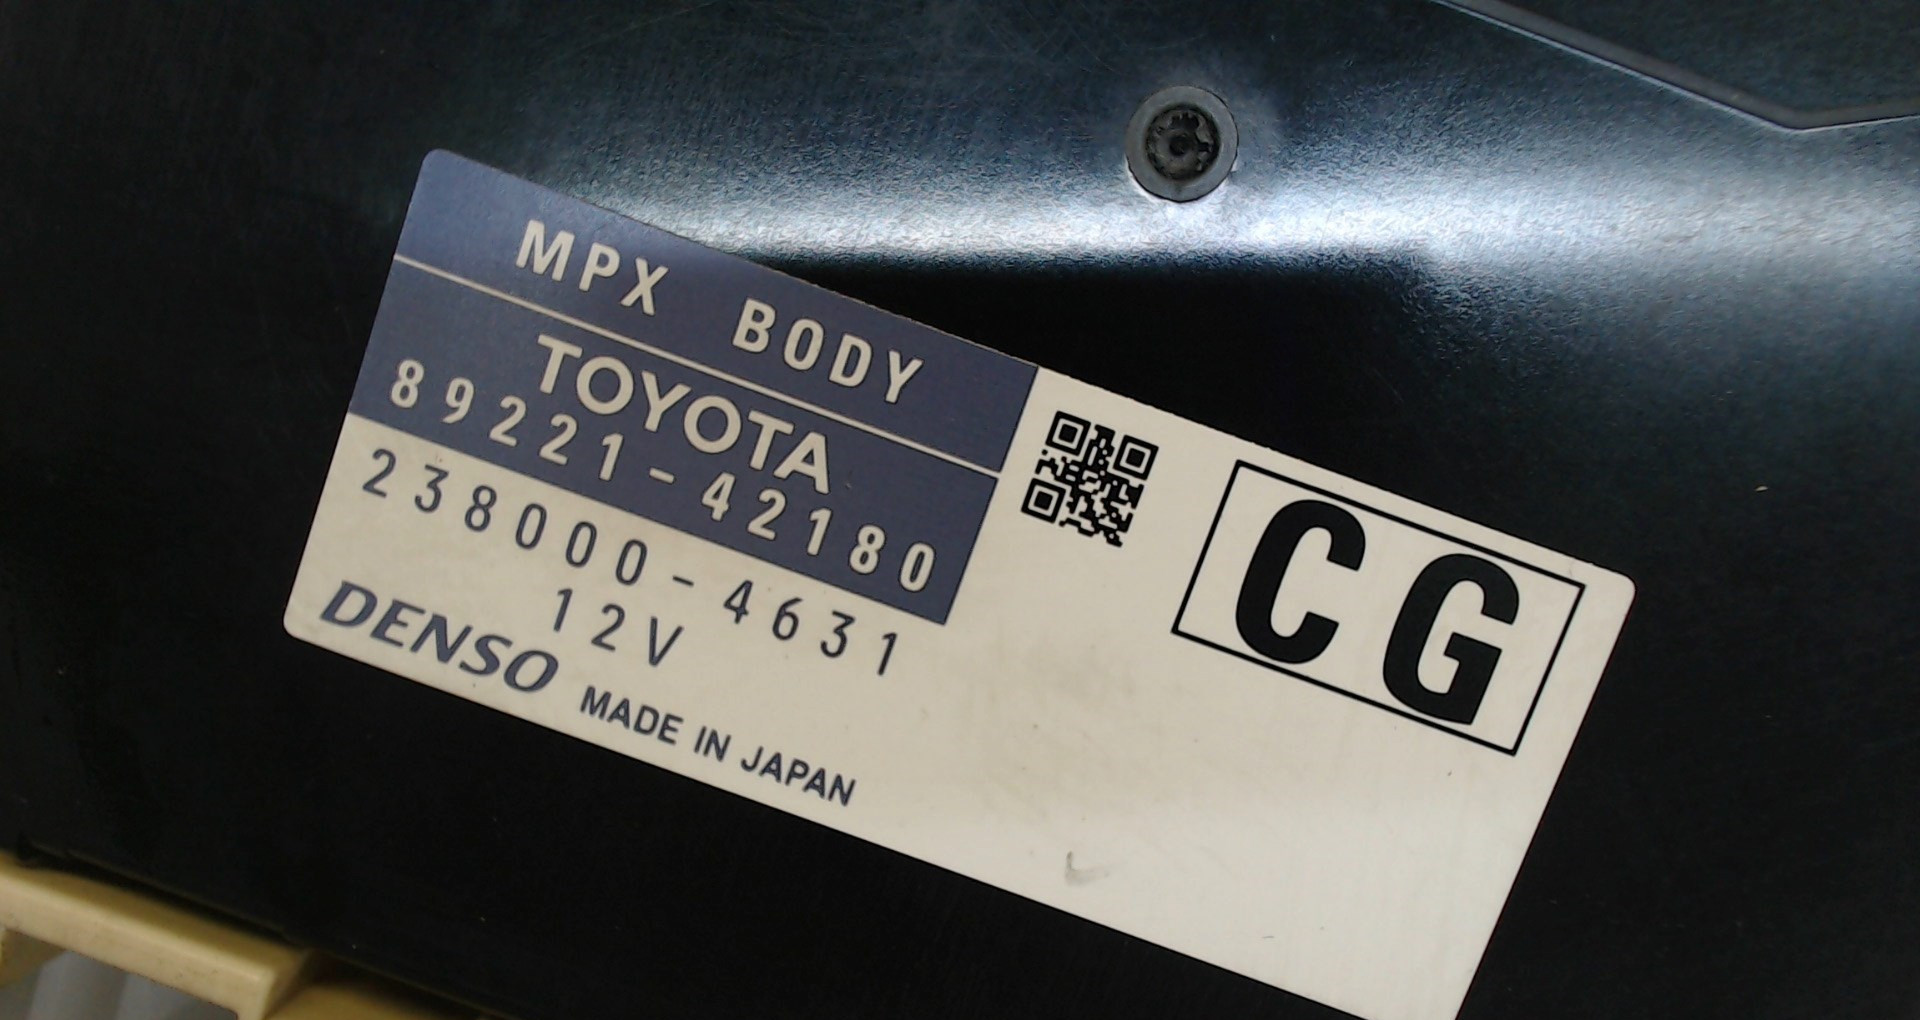 MPX BODY
TOYOTA
89221-42180
238000-4631
12V
DENSO MADE IN JAPAN
CG